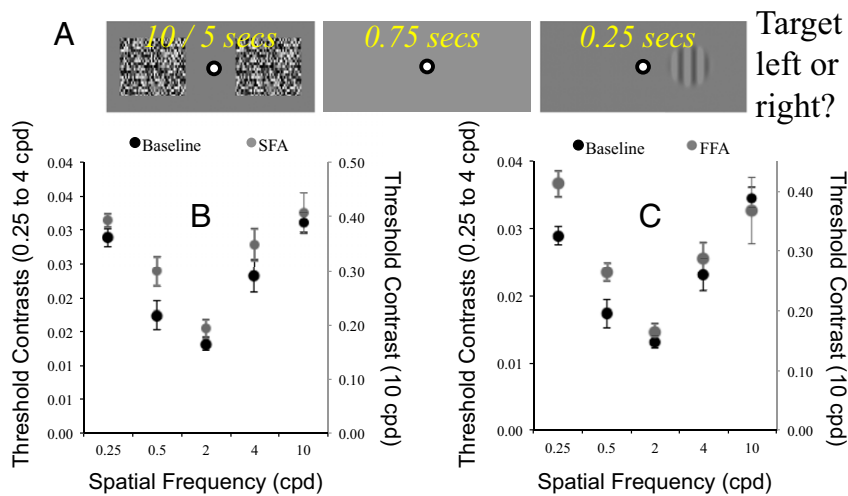 A
10 / 5 secs
0.75 secs
0.25 secs
Target
left or
right?
Baseline
SFA
B
Threshold Contrasts (0.25 to 4 cpd)
0.04
0.04
0.03
0.03
0.02
0.02
0.01
0.01
0.00
0.50
0.40
0.30
0.20
0.10
0.00
Threshold Contrast (10 cpd)
0.25 0.5 2 4 10
Spatial Frequency (cpd)
Baseline
FFA
C
Threshold Contrasts (0.25 to 4 cpd)
0.04
0.03
0.02
0.01
0.00
0.40
0.30
0.20
0.10
0.00
Threshold Contrast (10 cpd)
0.25 0.5 2 4 10
Spatial Frequency (cpd)